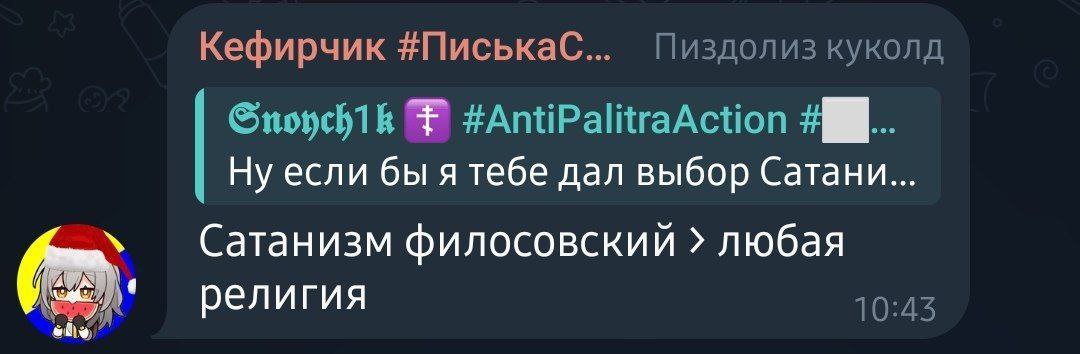 Кефирчик #ПиськаС... Пиздолиз куколд
Snoych1k ☦ #AntiPalitraAction #⬜...
Ну если бы я тебе дал выбор Сатани...
Сатанизм филосовский > любая
религия
10:43